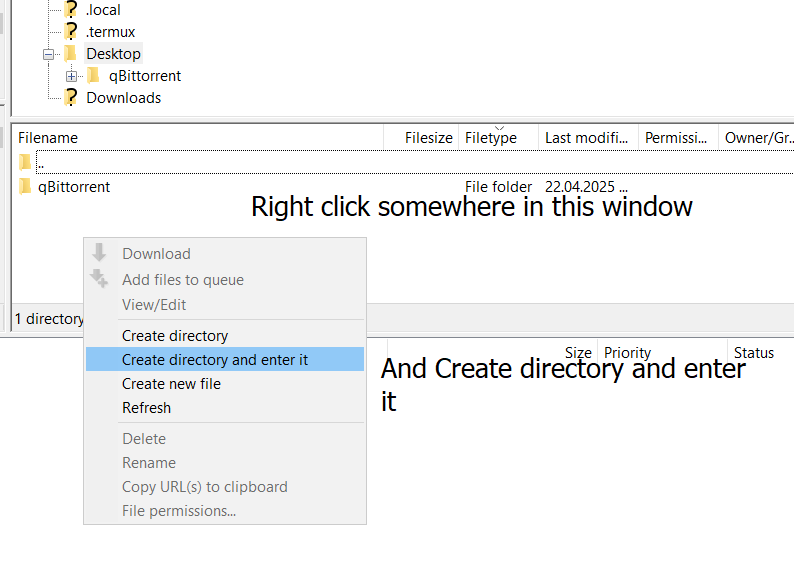 .local
.termux
Desktop
qBittorrent
Downloads
Filename Filesize Filetype Last modifi... Permissi... Owner/Gr...
..
qBittorrent File folder 22.04.2025 ...
Right click somewhere in this window
Download
Add files to queue
View/Edit
1 directory
Create directory
Size Priority Status
Create directory and enter it
And Create directory and enter
it
Create new file
Refresh
Delete
Rename
Copy URL(s) to clipboard
File permissions...